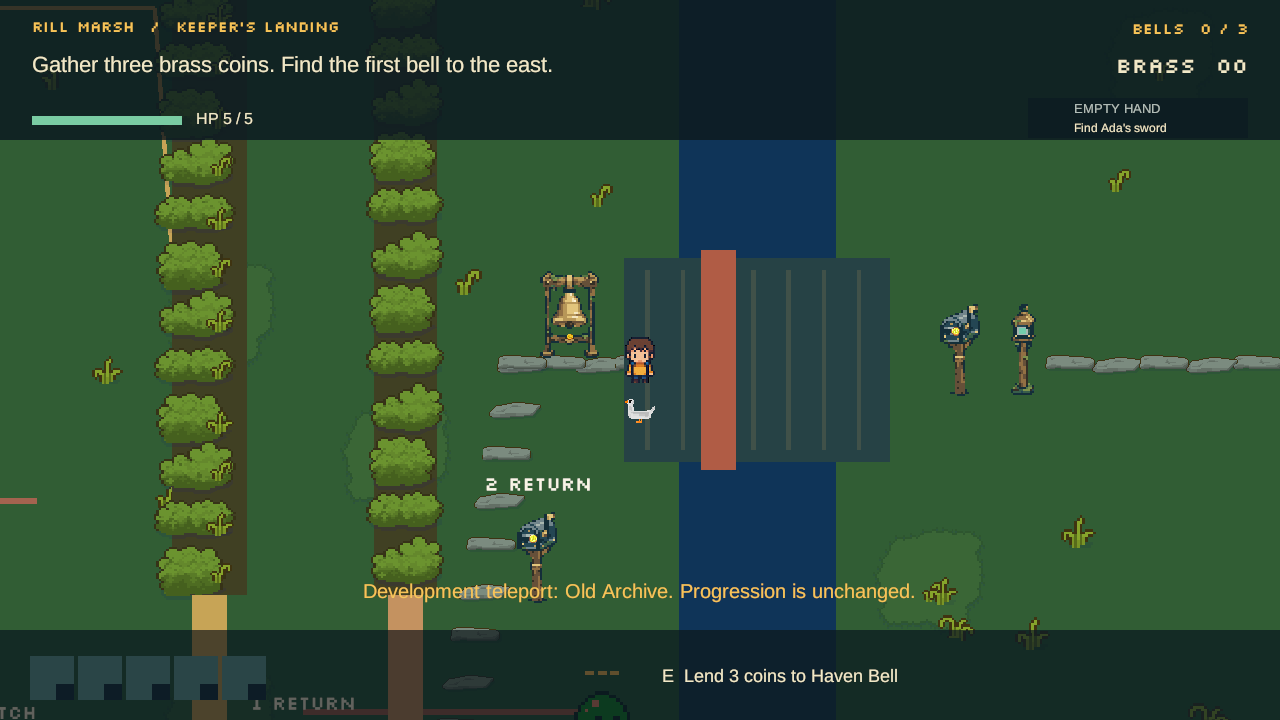 RILL MARSH / KEEPER'S LANDING
BELLS 0 / 3
Gather three brass coins. Find the first bell to the east.
BRASS 00
HP 5 / 5
EMPTY HAND
Find Ada's sword
2 RETURN
Development teleport: Old Archive. Progression is unchanged.
E Lend 3 coins to Haven Bell
1 RETURN
TCH